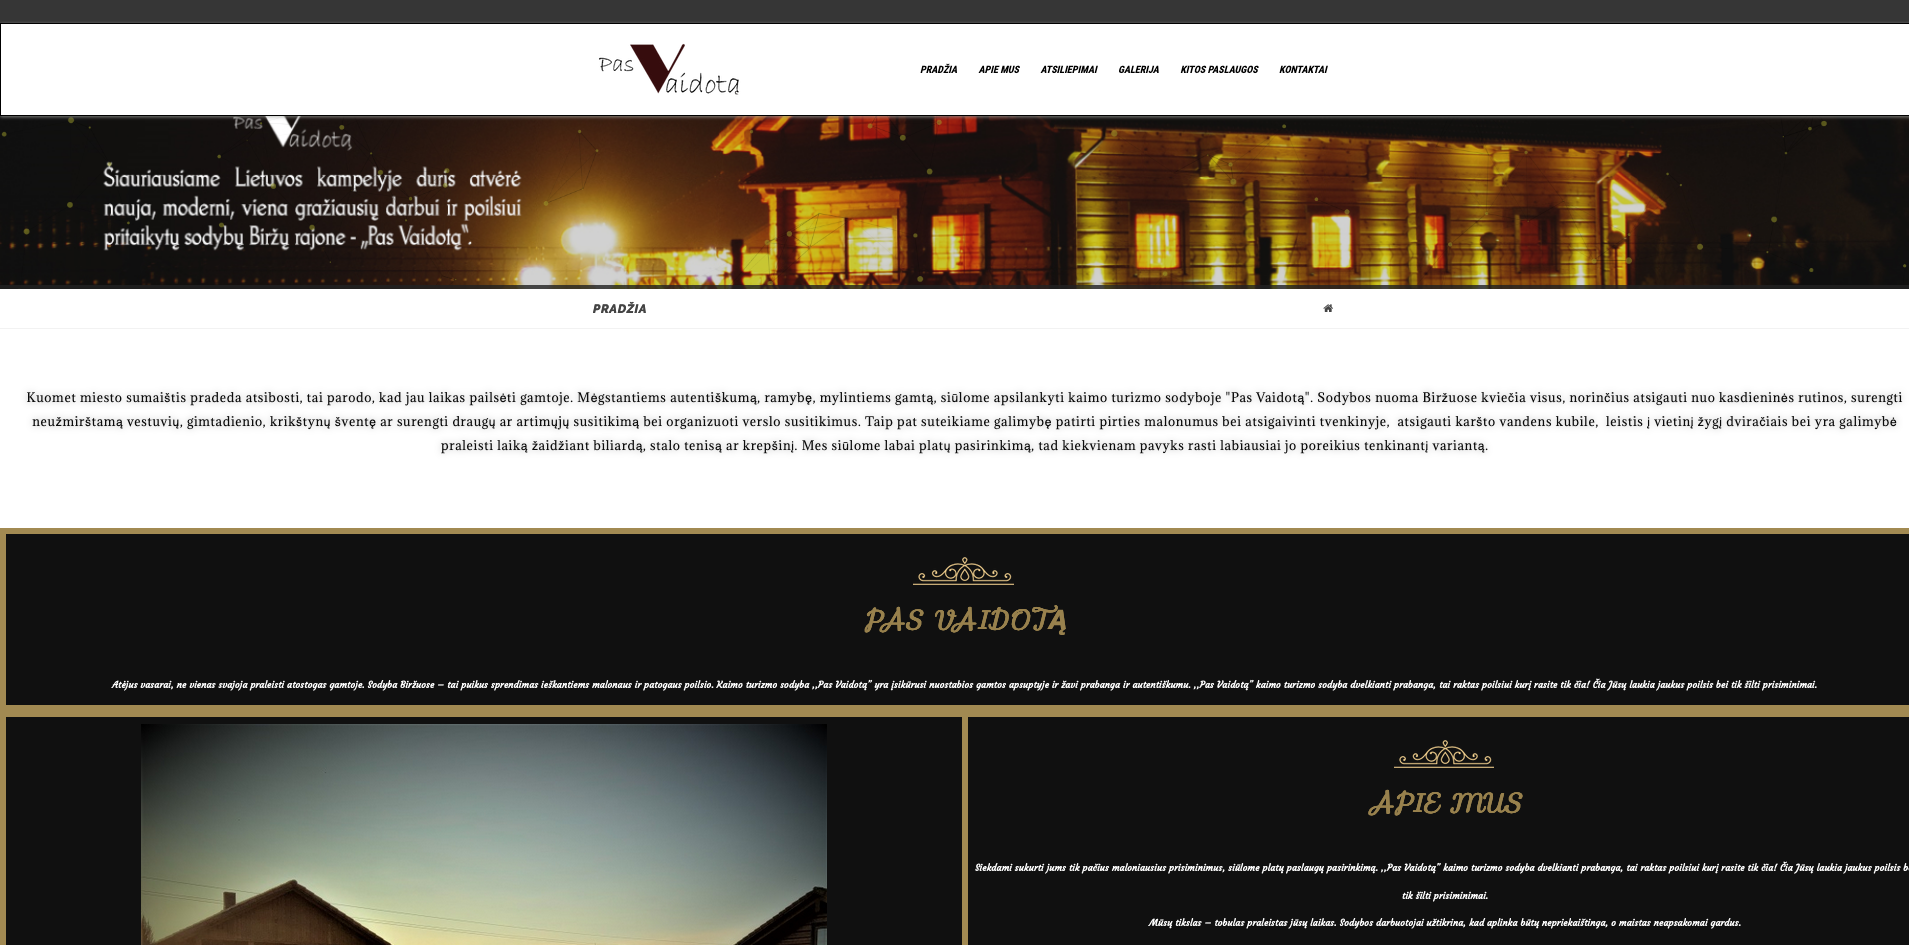 Pas Vaidotą
PRADŽIA APIE MUS ATSILIEPIMAI GALERIJA KITOS PASLAUGOS KONTAKTAI
Pas Vaidotą
Šiauriausiame Lietuvos kampelyje duris atvėrė
nauja, moderni, viena gražiausių darbui ir poilsiui
pritaikytų sodybų Biržų rajone - „Pas Vaidotą“.
PRADŽIA
Kuomet miesto sumaištis pradeda atsibosti, tai parodo, kad jau laikas pailsėti gamtoje. Mėgstantiems autentiškumą, ramybę, mylintiems gamtą, siūlome apsilankyti kaimo turizmo sodyboje "Pas Vaidotą". Sodybos nuoma Biržuose kviečia visus, norinčius atsigauti nuo kasdieninės rutinos, surengti
neužmirštamą vestuvių, gimtadienio, krikštynų šventę ar surengti draugų ar artimųjų susitikimą bei organizuoti verslo susitikimus. Taip pat suteikiame galimybę patirti pirties malonumus bei atsigaivinti tvenkinyje, atsigauti karšto vandens kubile, leistis į vietinį žygį dviračiais bei yra galimybė
praleisti laiką žaidžiant biliardą, stalo tenisą ar krepšinį. Mes siūlome labai platų pasirinkimą, tad kiekvienam pavyks rasti labiausiai jo poreikius tenkinantį variantą.
PAS VAIDOTĄ
Atėjus vasarai, ne vienas svajoja praleisti atostogas gamtoje. Sodyba Biržuose – tai puikus sprendimas ieškantiems malonaus ir patogaus poilsio. Kaimo turizmo sodyba ,,Pas Vaidotą" yra įsikūrusi nuostabios gamtos apsuptyje ir žavi prabanga ir autentiškumu. ,,Pas Vaidotą" kaimo turizmo sodyba dvelkianti prabanga, tai raktas poilsiui kurį rasite tik čia! Čia Jūsų laukia jaukus poilsis bei tik šilti prisiminimai.
APIE MUS
Siekdami sukurti jums tik pačius maloniausius prisiminimus, siūlome platų paslaugų pasirinkimą. ,,Pas Vaidotą" kaimo turizmo sodyba dvelkianti prabanga, tai raktas poilsiui kurį rasite tik čia! Čia Jūsų laukia jaukus poilsis
tik šilti prisiminimai.
Mūsų tikslas – tobulas praleistas jūsų laikas. Sodybos darbuotojai užtikrina, kad aplinka būtų nepriekaištinga, o maistas neapsakomai gardus.